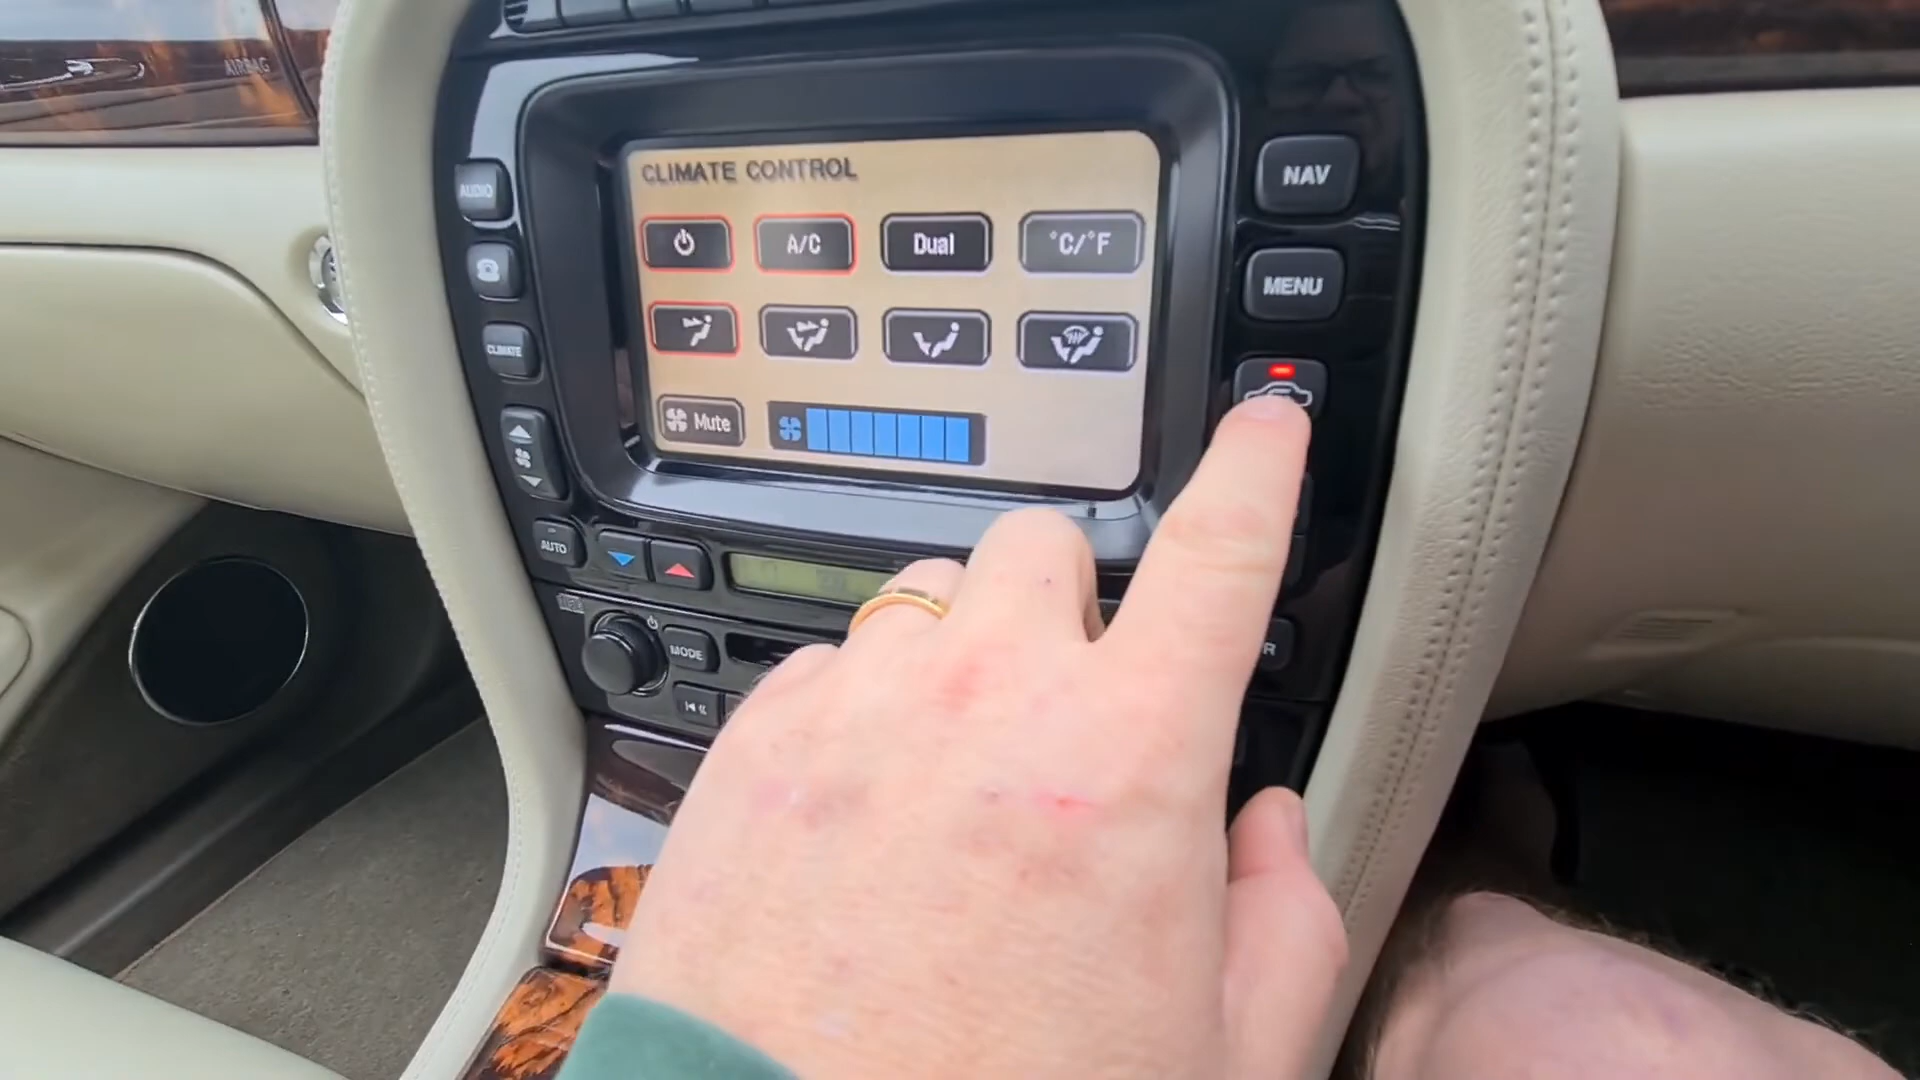 AIRBAG
CLIMATE CONTROL
A/C
Dual
°C/°F
Mute
AUDIO
CLIMATE
AUTO
NAV
MENU
MODE
R